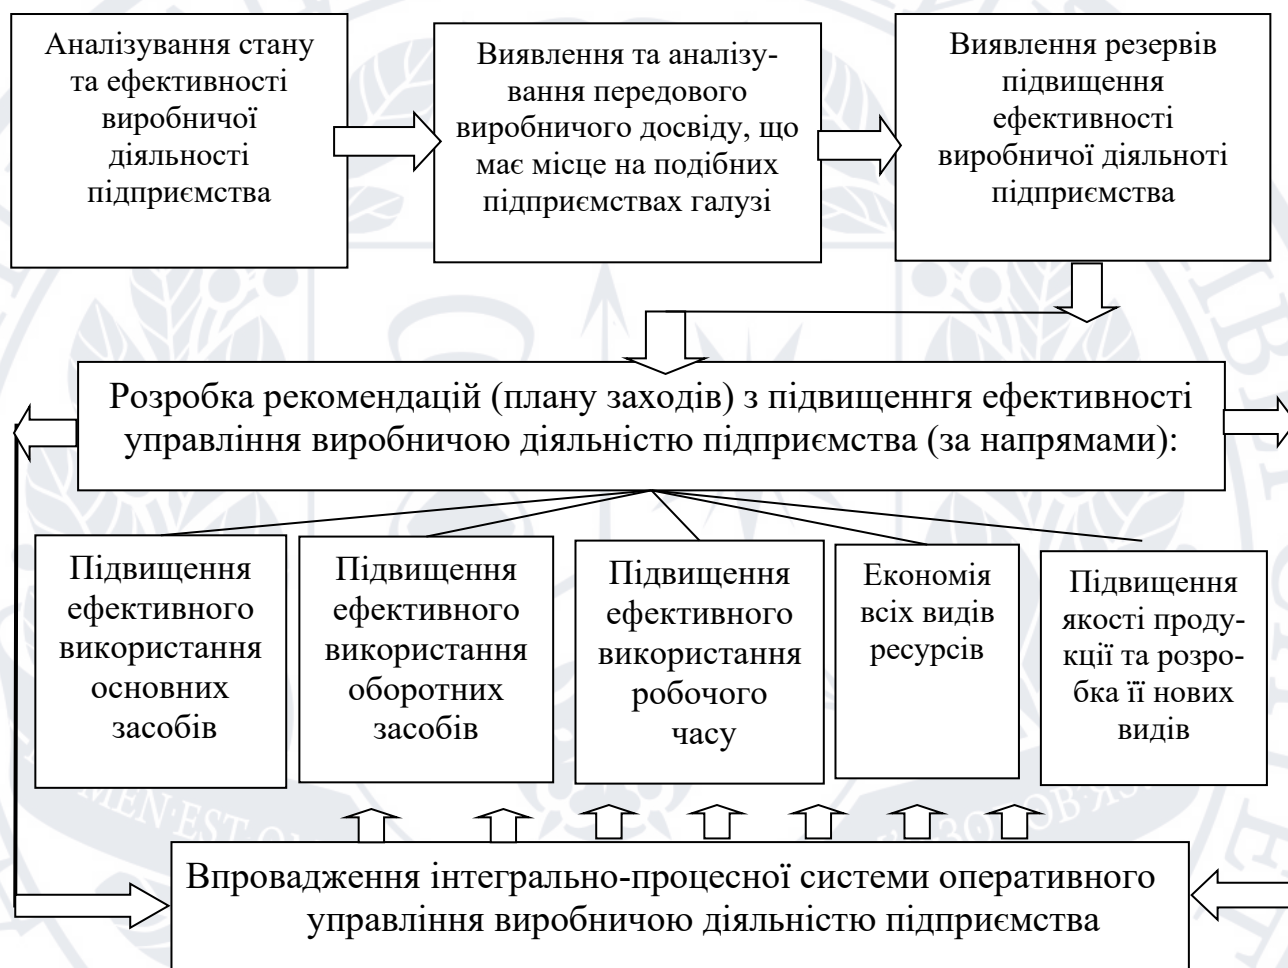 Аналізування стану
та ефективності
виробничої
діяльності
підприємства
Виявлення та аналізу-
вання передового
виробничого досвіду, що
має місце на подібних
підприємствах галузі
Виявлення резервів
підвищення
ефективності
виробничої діяльноті
підприємства
Розробка рекомендацій (плану заходів) з підвищеннгя ефективності
управління виробничою діяльністю підприємства (за напрямами):
Підвищення
ефективного
використання
основних
засобів
Підвищення
ефективного
використання
оборотних
засобів
Підвищення
ефективного
використання
робочого
часу
Економія
всіх видів
ресурсів
Підвищення
якості проду-
кції та розро-
бка її нових
видів
Впровадження інтегрально-процесної системи оперативного
управління виробничою діяльністю підприємства